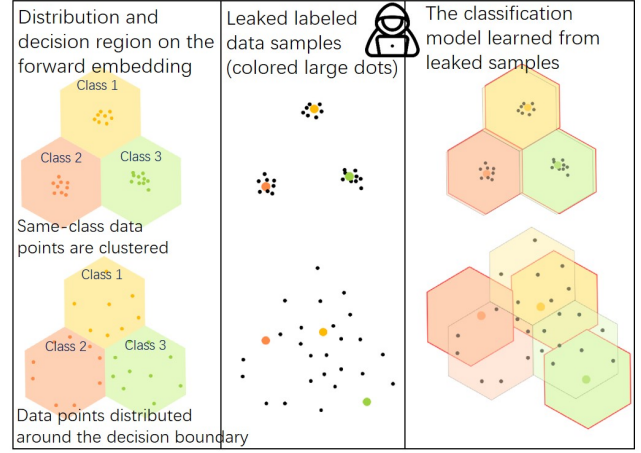 Distribution and
decision region on the
forward embedding
Class 1
Class 2
Class 3
Same-class data
points are clustered
Class 1
Class 2
Class 3
Data points distributed
around the decision boundary
Leaked labeled
data samples
(colored large dots)
The classification
model learned from
leaked samples